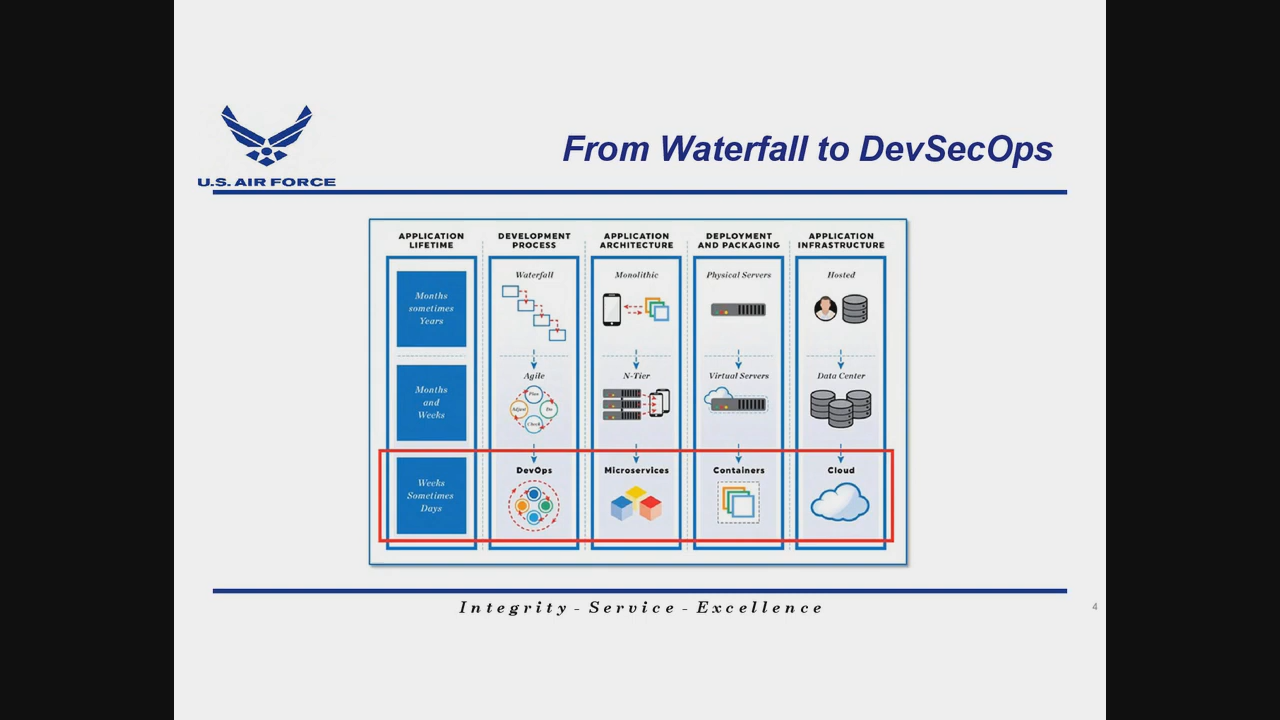 U.S. AIR FORCE
From Waterfall to DevSecOps
APPLICATION
LIFETIME
DEVELOPMENT
PROCESS
APPLICATION
ARCHITECTURE
DEPLOYMENT
AND PACKAGING
APPLICATION
INFRASTRUCTURE
Months
sometimes
Years
Waterfall
Monolithic
Physical Servers
Hosted
Months
and
Weeks
Agile
Plan
Adjust
Do
Check
N-Tier
Virtual Servers
Data Center
Weeks
Sometimes
Days
DevOps
Microservices
Containers
Cloud
Integrity - Service - Excellence
4